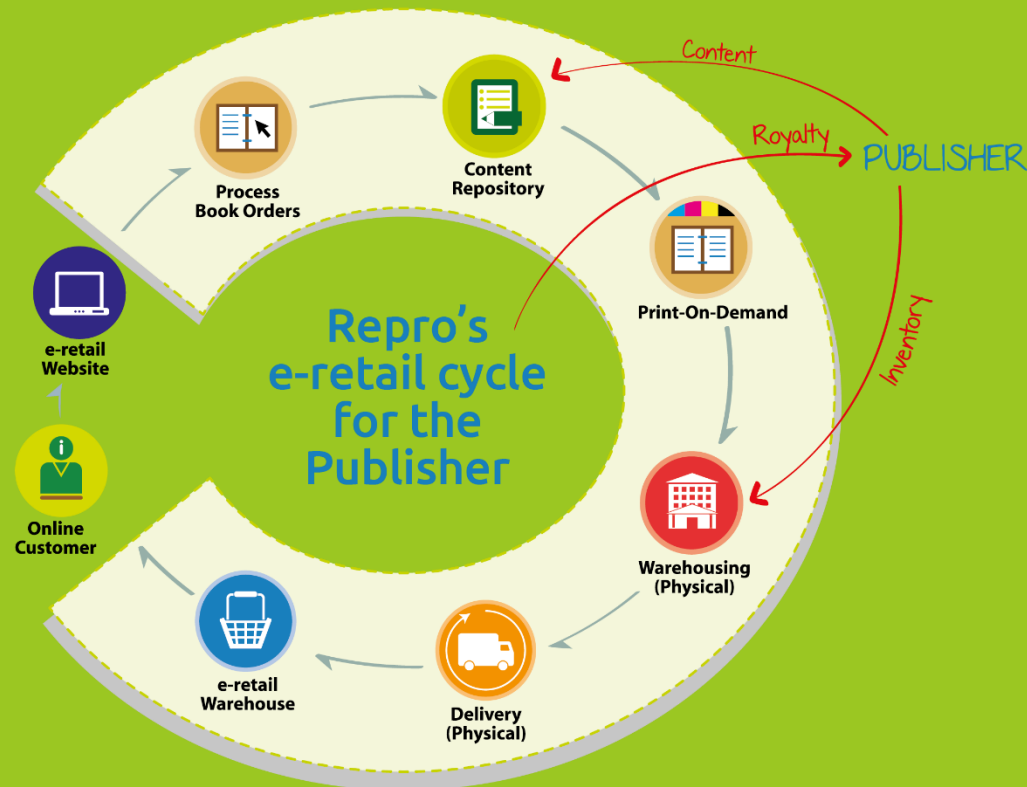 Content
Royalty
PUBLISHER
Inventory
Process
Book Orders
Content
Repository
Print-On-Demand
Warehousing
(Physical)
Delivery
(Physical)
e-retail
Warehouse
Online
Customer
e-retail
Website
i
Repro's
e-retail cycle
for the
Publisher